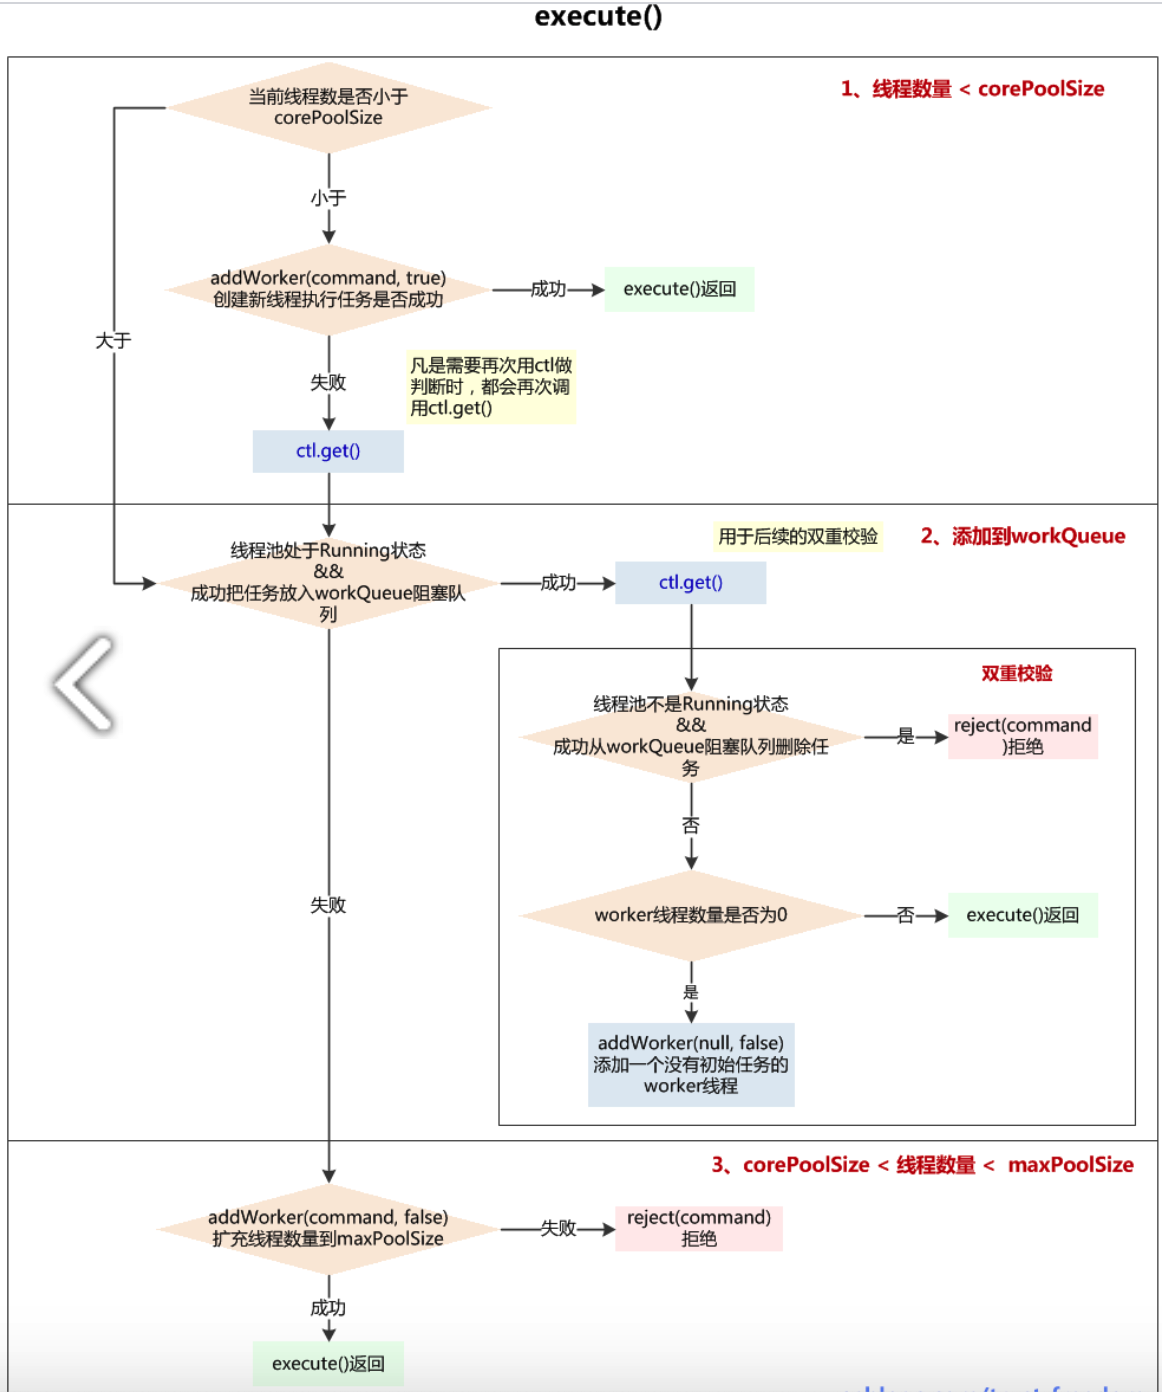 execute()
1、线程数量 < corePoolSize
当前线程数是否小于
corePoolSize
小于
addWorker(command, true)
创建新线程执行任务是否成功
成功
execute()返回
大于
失败
凡是需要再次用ctl做
判断时，都会再次调
用ctl.get()
ctl.get()
2、添加到workQueue
用于后续的双重校验
线程池处于Running状态
&&
成功把任务放入workQueue阻塞队
列
成功
ctl.get()
双重校验
线程池不是Running状态
&&
成功从workQueue阻塞队列删除任
务
是
reject(command
)拒绝
否
失败
worker线程数量是否为0
否
execute()返回
是
addWorker(null, false)
添加一个没有初始任务的
worker线程
3、corePoolSize < 线程数量 < maxPoolSize
addWorker(command, false)
扩充线程数量到maxPoolSize
失败
reject(command)
拒绝
成功
execute()返回